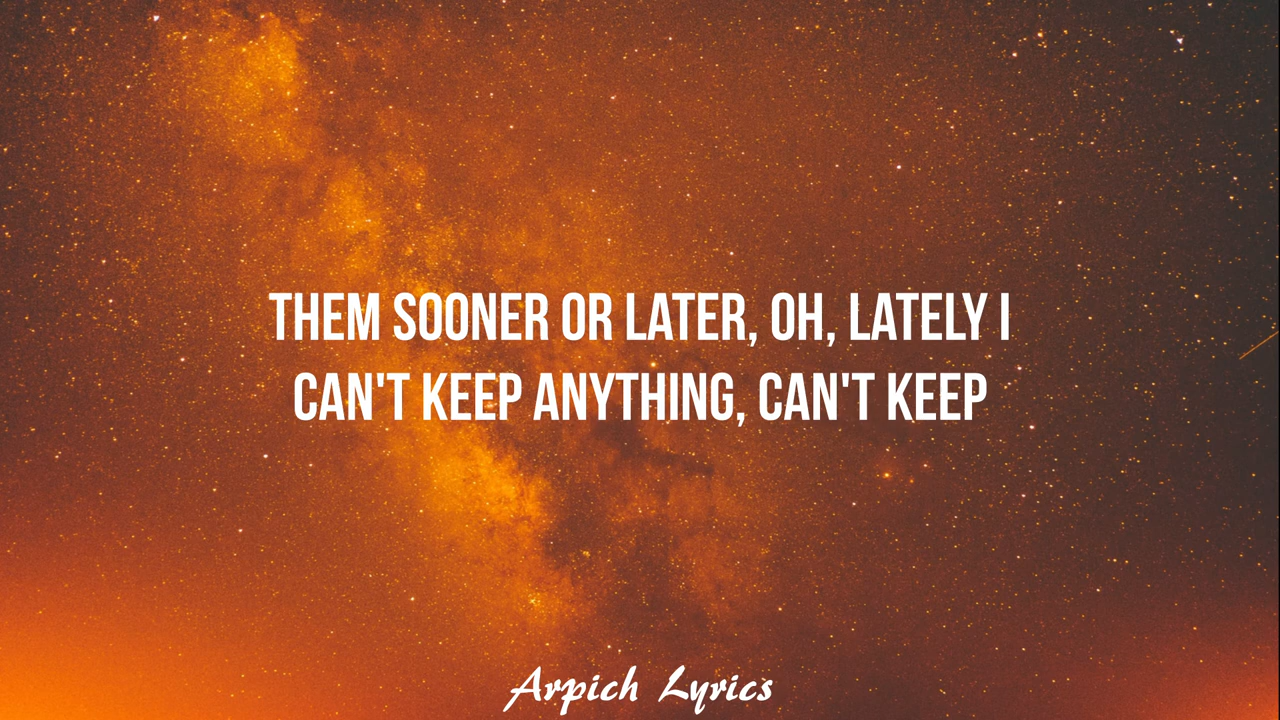 THEM SOONER OR LATER, OH, LATELY I
CAN'T KEEP ANYTHING, CAN'T KEEP
Arpich Lyrics